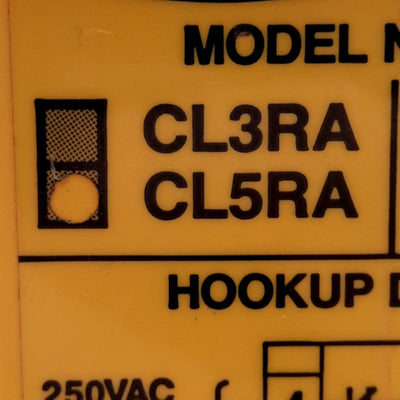 MODEL N
CL3RA
CL5RA
HOOKUP
250VAC